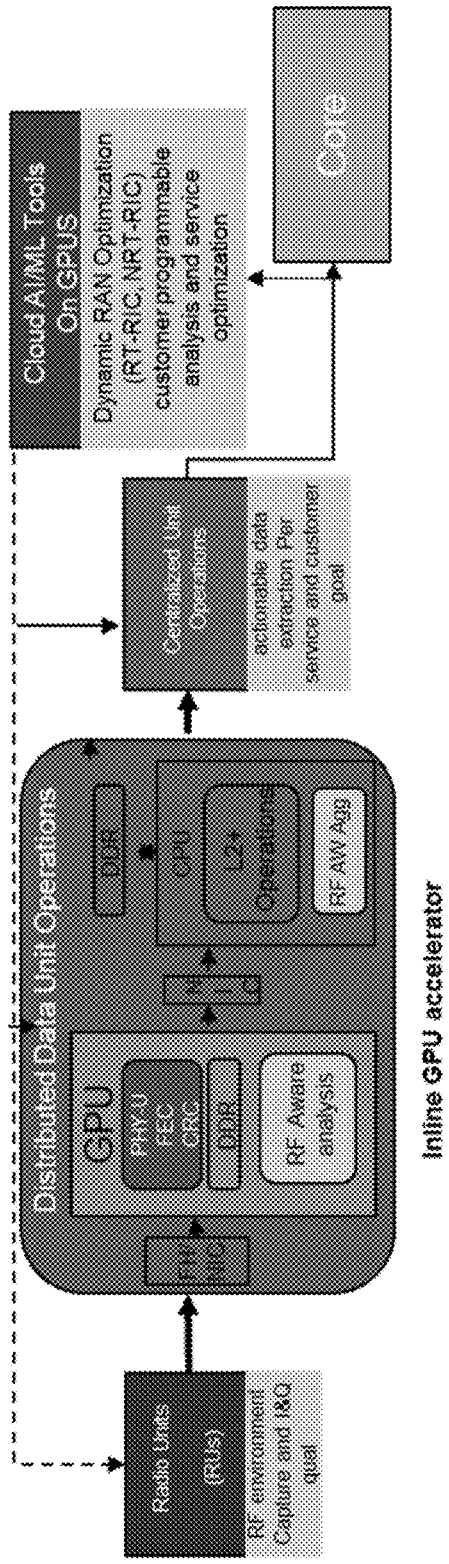 Radio Units
(RUs)
RF environment
Capture and I&Q
qual
Distributed Data Unit Operations
FH
NIC
GPU
PHY-U
FEC
CRC
DDR
RF Aware
analysis
N
I
C
DDR
CPU
L2+
Operations
RF AW Agg
Centralized Unit
Operations
actionable data
extraction Per
service and customer
goal
Cloud AI/ML Tools
On GPUS
Dynamic RAN Optimization
(RT-RIC, NRT-RIC)
customer programmable
analysis and service
optimization
Core
Inline GPU accelerator